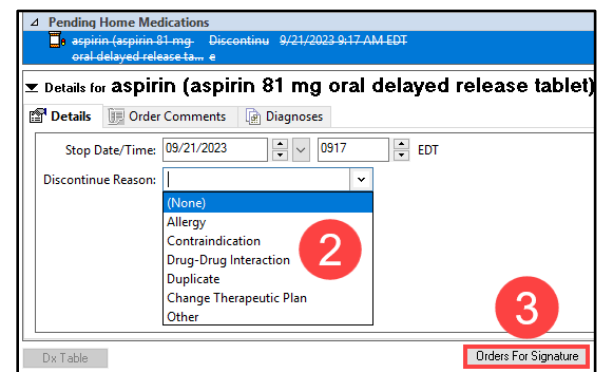 Pending Home Medications
aspirin (aspirin 81 mg Discontinu 9/21/2023 9:17 AM EDT
oral delayed release ta... e
Details for aspirin (aspirin 81 mg oral delayed release tablet)
Details Order Comments Diagnoses
Stop Date/Time: 09/21/2023 0917 EDT
Discontinue Reason:
(None)
Allergy
Contraindication
Drug-Drug Interaction
2
Duplicate
Change Therapeutic Plan
Other
3
Dx Table Orders For Signature